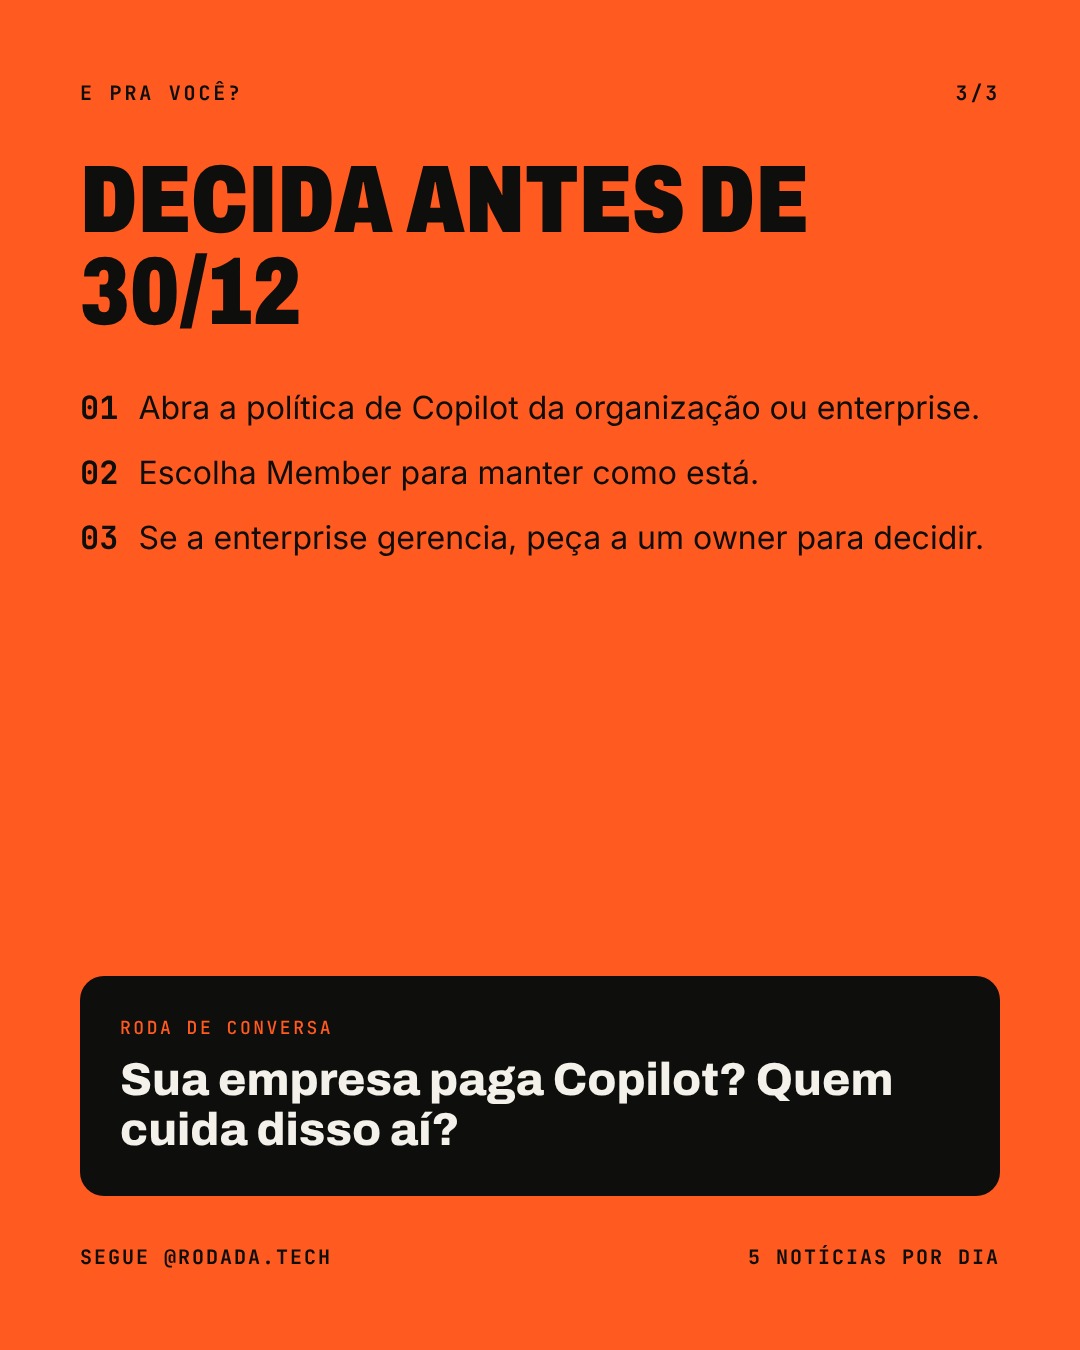 E PRA VOCÊ?
3/3
DECIDA ANTES DE
30/12
01 Abra a política de Copilot da organização ou enterprise.
02 Escolha Member para manter como está.
03 Se a enterprise gerencia, peça a um owner para decidir.
RODA DE CONVERSA
Sua empresa paga Copilot? Quem
cuida disso aí?
SEGUE @RODADA.TECH
5 NOTÍCIAS POR DIA